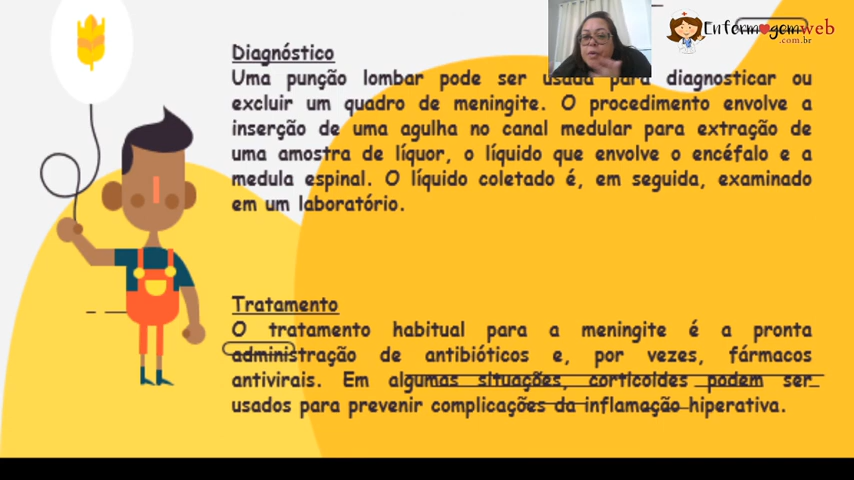 Enfermagemweb
.com.br
Diagnóstico
Uma punção lombar pode ser usada para diagnosticar ou
excluir um quadro de meningite. O procedimento envolve a
inserção de uma agulha no canal medular para extração de
uma amostra de líquor, o líquido que envolve o encéfalo e a
medula espinal. O líquido coletado é, em seguida, examinado
em um laboratório.
Tratamento
O tratamento habitual para a meningite é a pronta
administração de antibióticos e, por vezes, fármacos
antivirais. Em algumas situações, corticoides podem ser
usados para prevenir complicações da inflamação hiperativa.